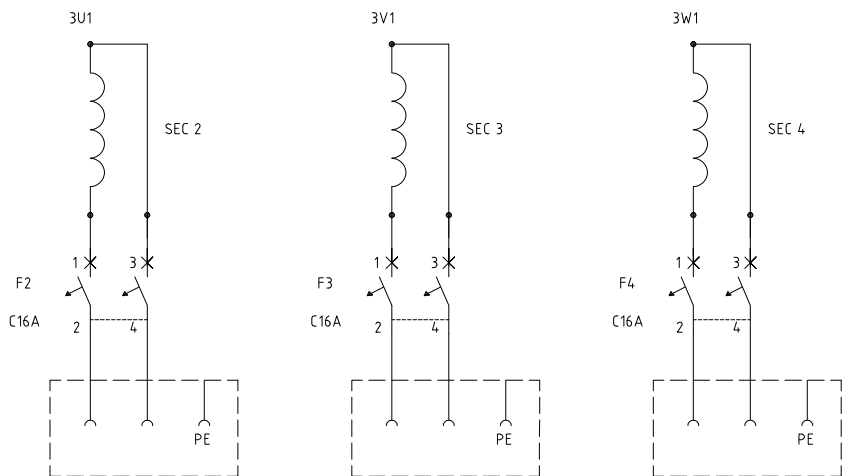 3U1 3V1 3W1
SEC 2 SEC 3 SEC 4
1 3 1 3 1 3
F2 F3 F4
C16A 2 4 C16A 2 4 C16A 2 4
PE PE PE